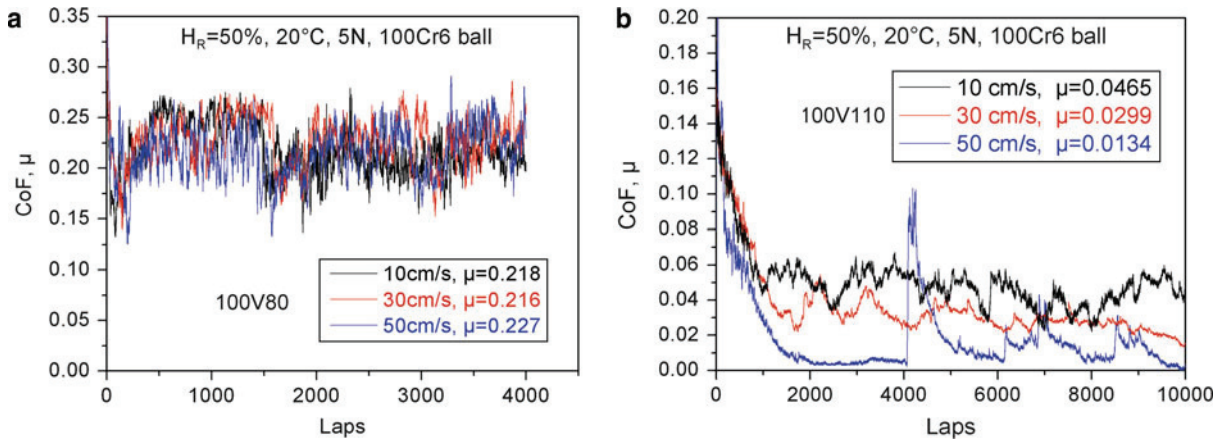 a
H_R=50%, 20°C, 5N, 100Cr6 ball
CoF, μ
0.35
0.30
0.25
0.20
0.15
0.10
0.05
0.00
100V80
10cm/s, μ=0.218
30cm/s, μ=0.216
50cm/s, μ=0.227
0
1000
2000
3000
4000
Laps
b
H_R=50%, 20°C, 5N, 100Cr6 ball
CoF, μ
0.20
0.18
0.16
0.14
0.12
0.10
0.08
0.06
0.04
0.02
0.00
100V110
10 cm/s, μ=0.0465
30 cm/s, μ=0.0299
50 cm/s, μ=0.0134
0
2000
4000
6000
8000
10000
Laps